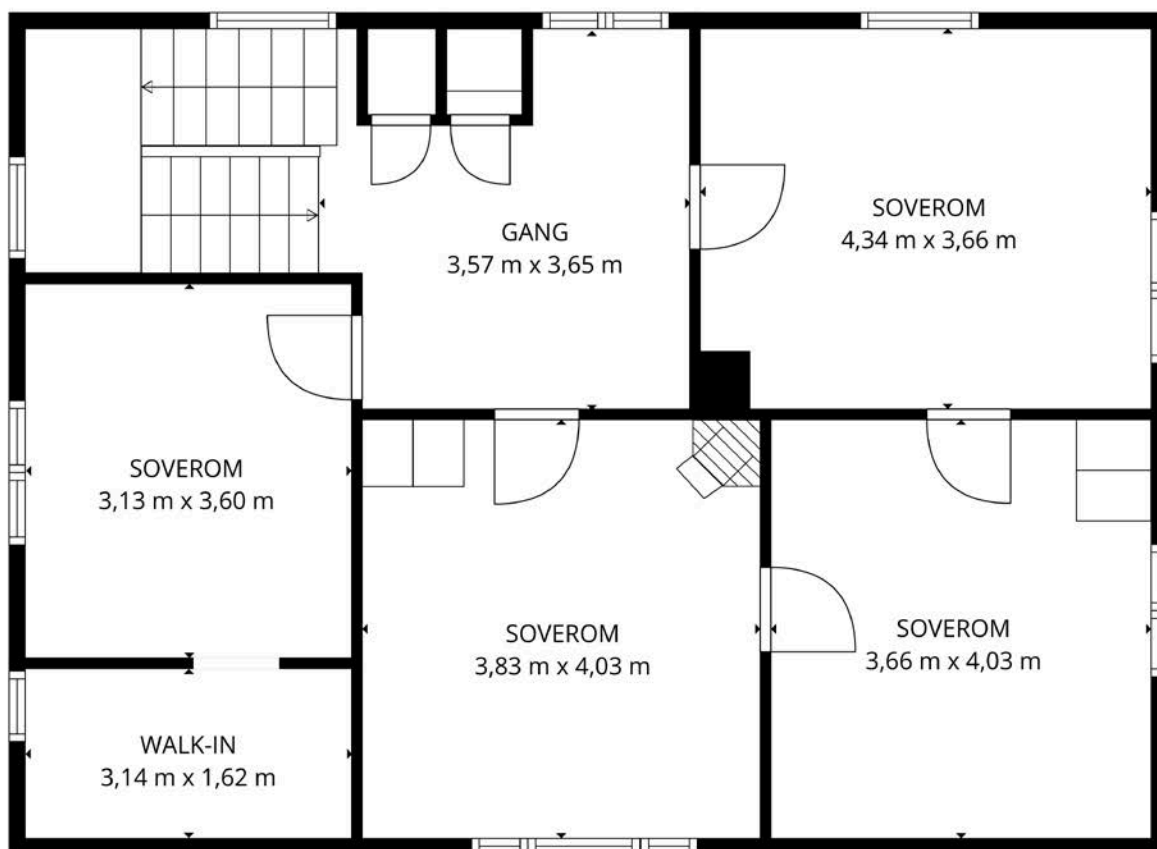 GANG
3,57 m x 3,65 m
SOVEROM
4,34 m x 3,66 m
SOVEROM
3,13 m x 3,60 m
SOVEROM
3,83 m x 4,03 m
SOVEROM
3,66 m x 4,03 m
WALK-IN
3,14 m x 1,62 m